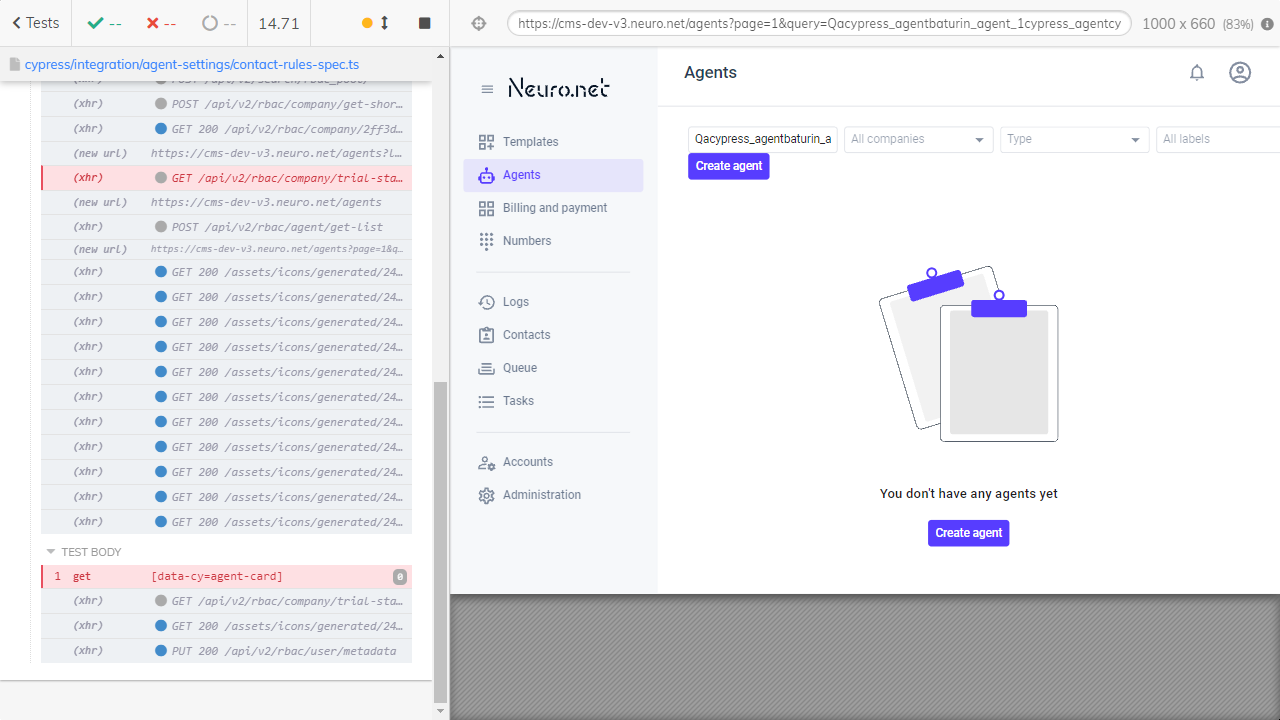 Tests
--
--
--
14.71
https://cms-dev-v3.neuro.net/agents?page=1&query=Qacypress_agentbaturin_agent_1cypress_agentcy
1000 x 660 (83%)
cypress/integration/agent-settings/contact-rules-spec.ts
(xhr) POST /api/v2/rbac/company/get-shor…
(xhr) GET 200 /api/v2/rbac/company/2ff3d…
(new url) https://cms-dev-v3.neuro.net/agents?l…
(xhr) GET /api/v2/rbac/company/trial-sta…
(new url) https://cms-dev-v3.neuro.net/agents
(xhr) POST /api/v2/rbac/agent/get-list
(new url) https://cms-dev-v3.neuro.net/agents?page=1&q…
(xhr) GET 200 /assets/icons/generated/24…
(xhr) GET 200 /assets/icons/generated/24…
(xhr) GET 200 /assets/icons/generated/24…
(xhr) GET 200 /assets/icons/generated/24…
(xhr) GET 200 /assets/icons/generated/24…
(xhr) GET 200 /assets/icons/generated/24…
(xhr) GET 200 /assets/icons/generated/24…
(xhr) GET 200 /assets/icons/generated/24…
(xhr) GET 200 /assets/icons/generated/24…
(xhr) GET 200 /assets/icons/generated/24…
(xhr) GET 200 /assets/icons/generated/24…
TEST BODY
1 get [data-cy=agent-card] 0
(xhr) GET /api/v2/rbac/company/trial-sta…
(xhr) GET 200 /assets/icons/generated/24…
(xhr) PUT 200 /api/v2/rbac/user/metadata
Neuro.net
Templates
Agents
Billing and payment
Numbers
Logs
Contacts
Queue
Tasks
Accounts
Administration
Agents
Qacypress_agentbaturin_a
All companies
Type
All labels
Create agent
You don't have any agents yet
Create agent